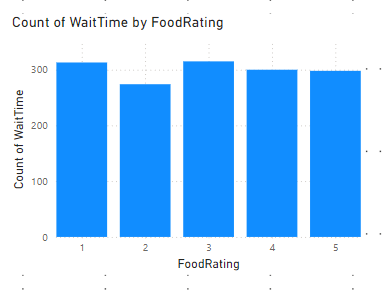 Count of WaitTime by FoodRating
300
200
100
0
Count of WaitTime
1 2 3 4 5
FoodRating